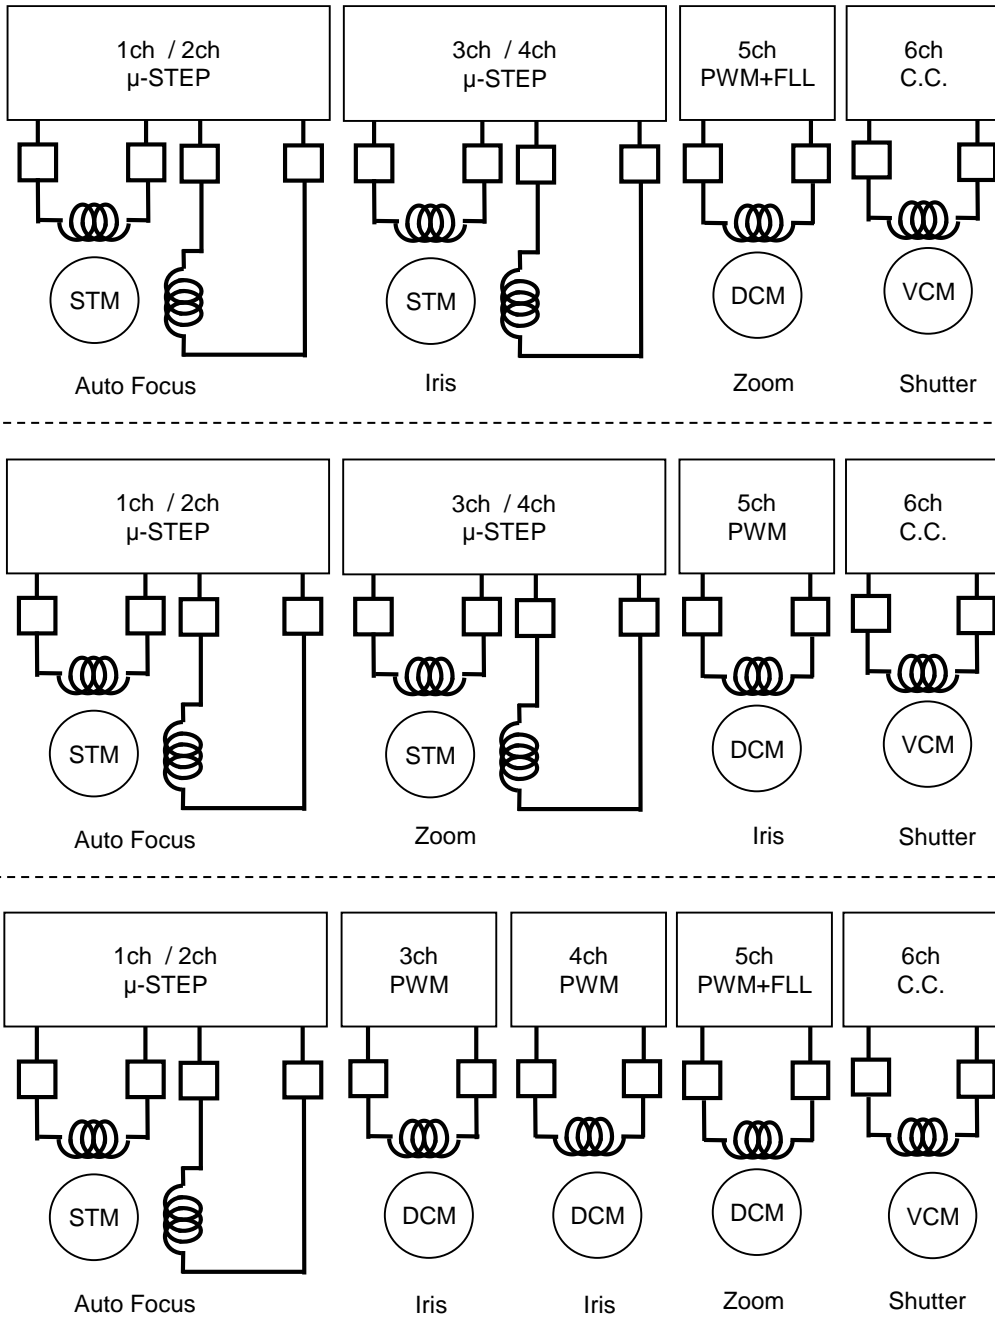 1ch / 2ch
μ-STEP
3ch / 4ch
μ-STEP
5ch
PWM+FLL
6ch
C.C.
STM
STM
DCM
VCM
Auto Focus
Iris
Zoom
Shutter
1ch / 2ch
μ-STEP
3ch / 4ch
μ-STEP
5ch
PWM
6ch
C.C.
STM
STM
DCM
VCM
Auto Focus
Zoom
Iris
Shutter
1ch / 2ch
μ-STEP
3ch
PWM
4ch
PWM
5ch
PWM+FLL
6ch
C.C.
STM
DCM
DCM
DCM
VCM
Auto Focus
Iris
Iris
Zoom
Shutter